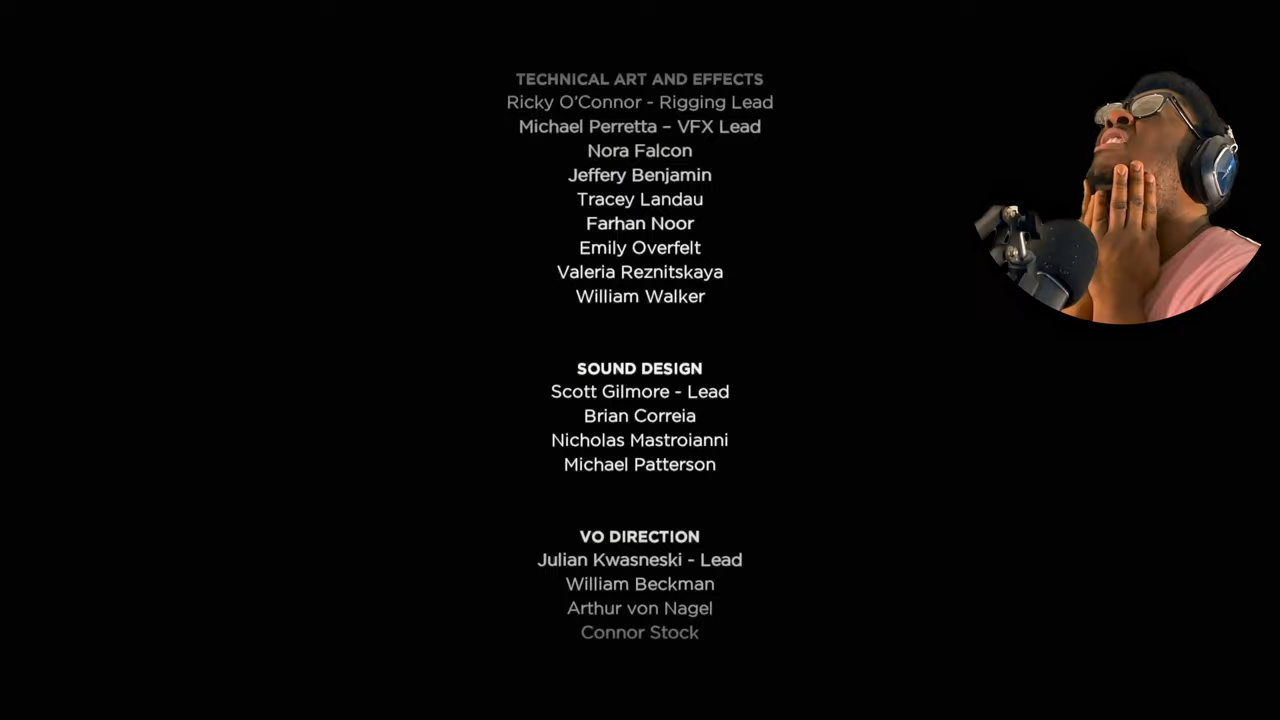 TECHNICAL ART AND EFFECTS
Ricky O'Connor - Rigging Lead
Michael Perretta – VFX Lead
Nora Falcon
Jeffery Benjamin
Tracey Landau
Farhan Noor
Emily Overfelt
Valeria Reznitskaya
William Walker
SOUND DESIGN
Scott Gilmore - Lead
Brian Correia
Nicholas Mastroianni
Michael Patterson
VO DIRECTION
Julian Kwasneski - Lead
William Beckman
Arthur von Nagel
Connor Stock